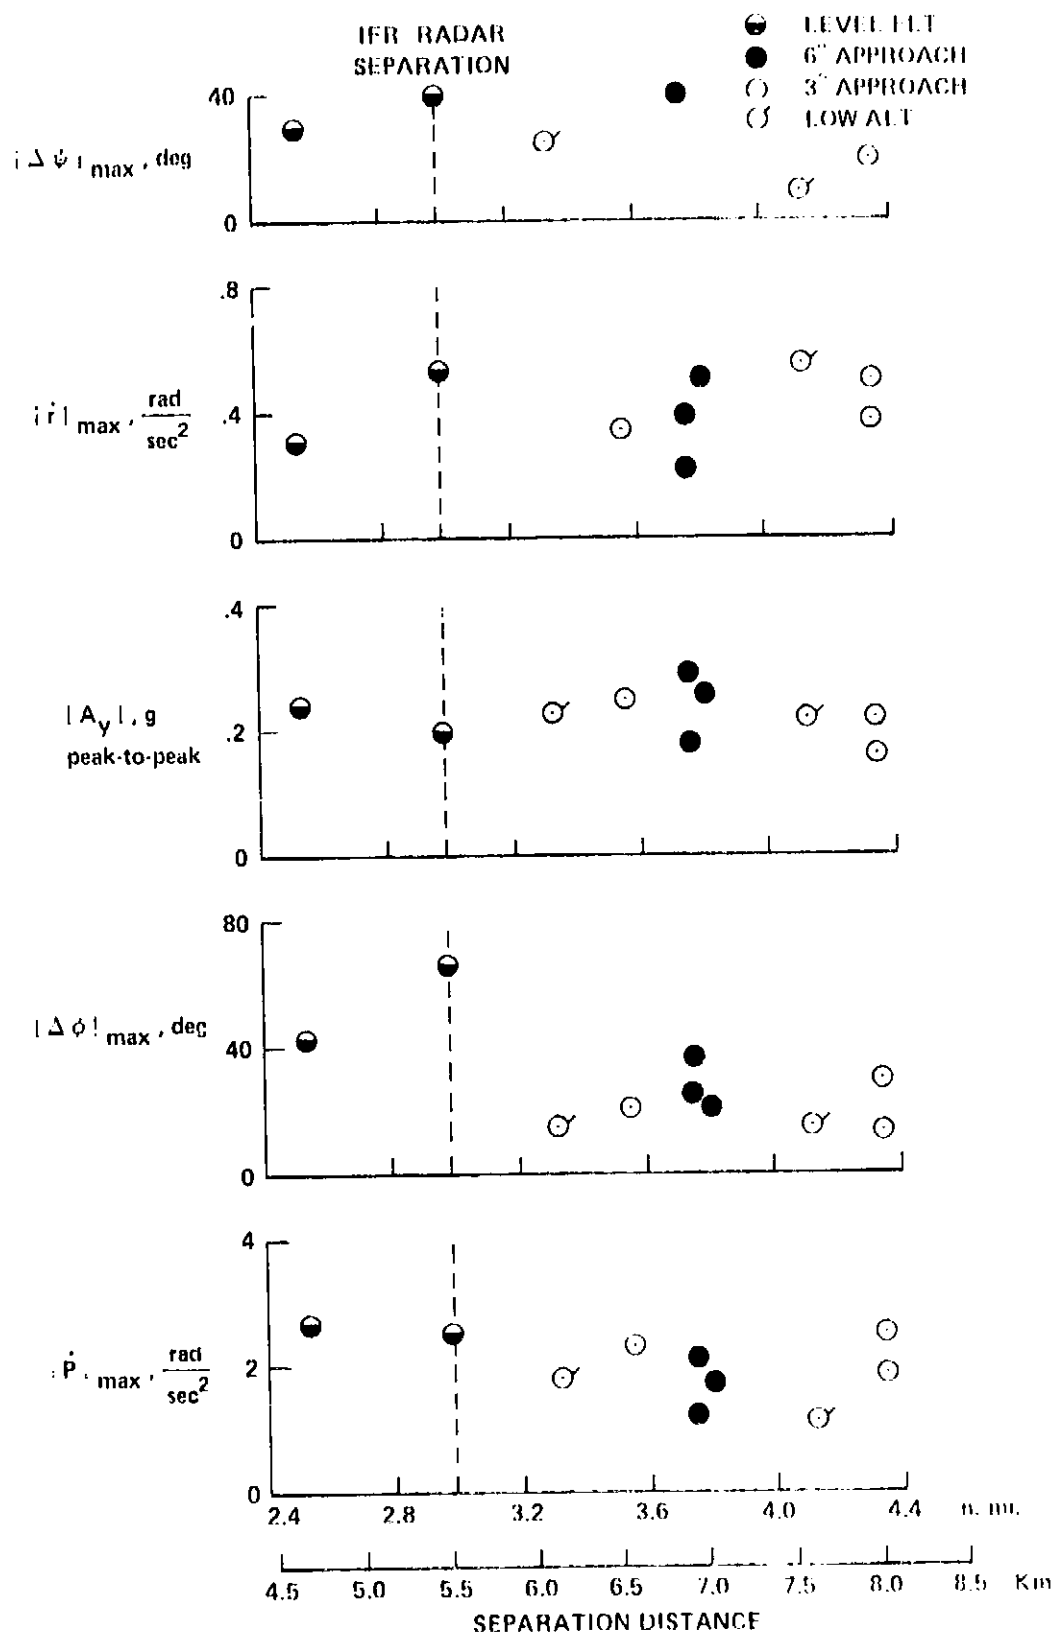 IFR RADAR
SEPARATION
LEVEL FLT
6° APPROACH
3° APPROACH
LOW ALT
40
|Δψ|max, deg
0
.8
|ṙ|max, rad/sec2
.4
0
.4
|Ay|, g
peak-to-peak
.2
0
80
|Δϕ|max, deg
40
0
4
|Ṗ|max, rad/sec2
2
0
2.4 2.8 3.2 3.6 4.0 4.4 n. mi.
4.5 5.0 5.5 6.0 6.5 7.0 7.5 8.0 8.5 Km
SEPARATION DISTANCE